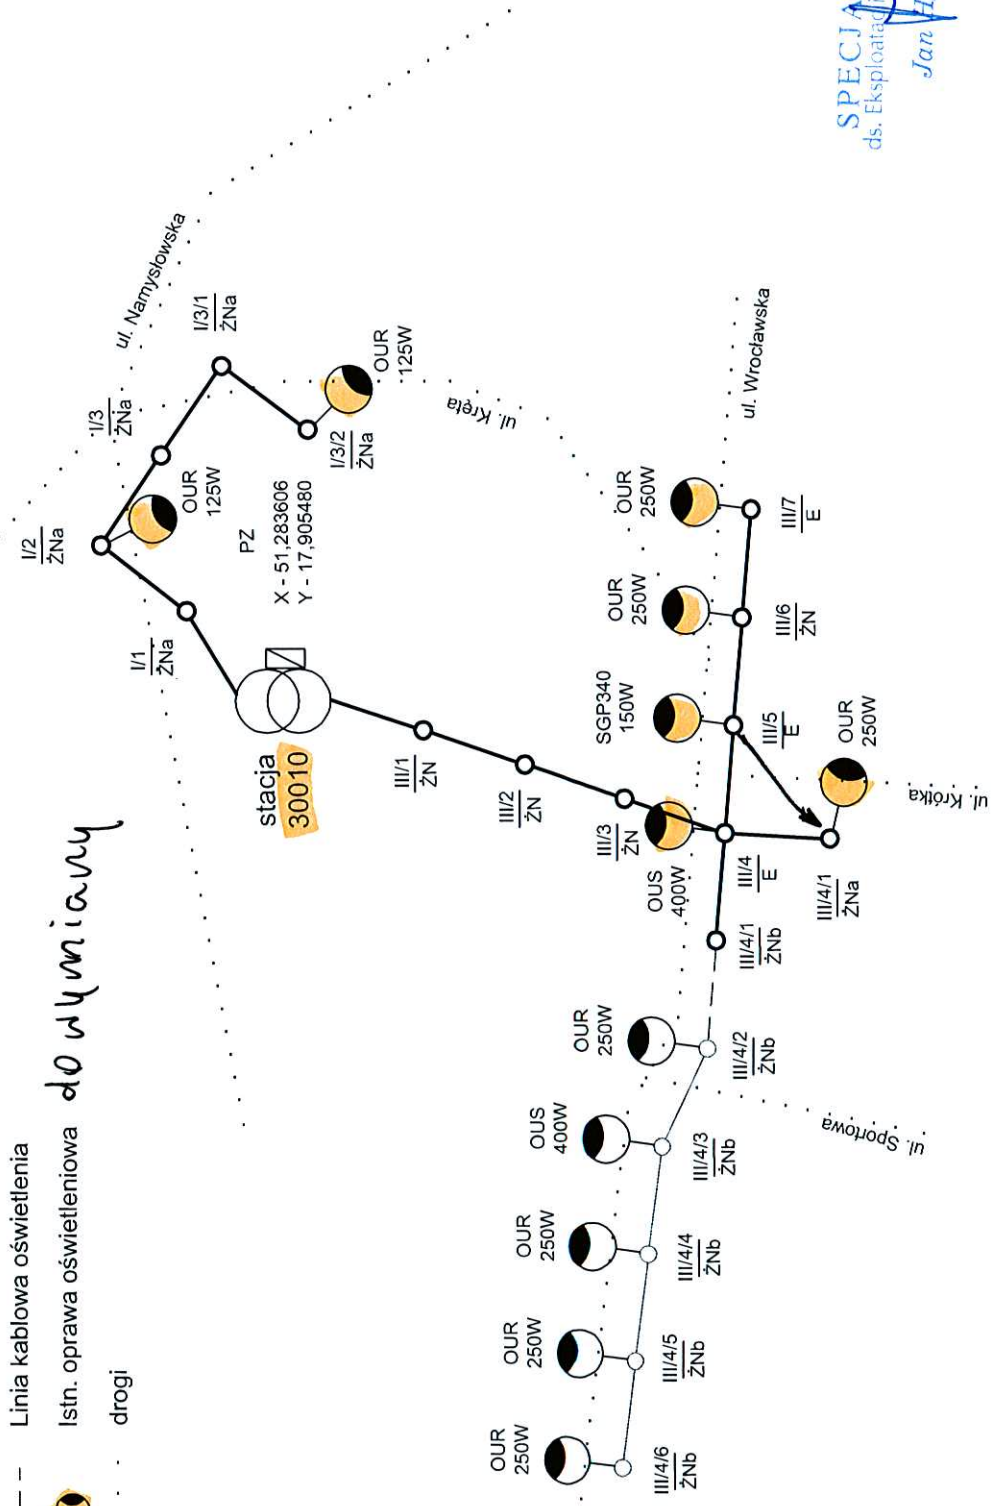 Linia kablowa oświetlenia
Istn. oprawa oświetleniowa do wymiany
drogi
I/2
ŻNa
I/3
ŻNa
ul. Namysłowska
I/3/1
ŻNa
OUR
125W
I/1
ŻNa
PZ
X - 51,283606
Y - 17,905480
I/3/2
ŻNa
OUR
125W
ul. Kręta
stacja
30010
III/1
ŻN
III/2
ŻN
III/3
ŻN
OUR
250W
OUS
400W
OUR
250W
OUR
250W
OUR
250W
OUS
400W
SGP340
150W
OUR
250W
OUR
250W
ul. Wrocławska
III/4/6
ŻNb
III/4/5
ŻNb
III/4/4
ŻNb
III/4/3
ŻNb
III/4/2
ŻNb
III/4/1
ŻNb
III/4
E
III/5
E
III/6
ŻN
III/7
E
ul. Sportowa
III/4/1
ŻNa
OUR
250W
ul. Krótka
ds. Eksploatacji
Jan